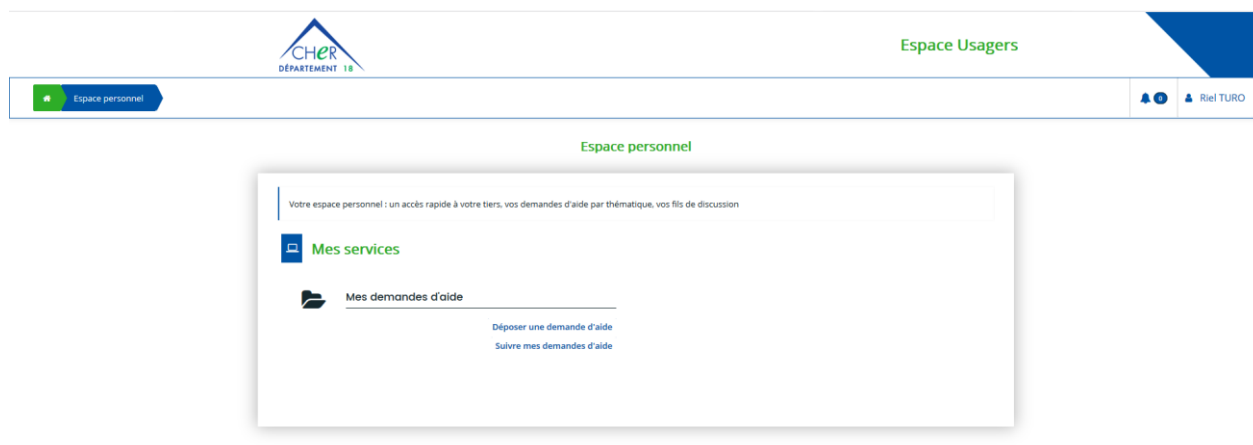 CHeR
DÉPARTEMENT 18
Espace Usagers
Espace personnel
0
Riel TURO
Espace personnel
Votre espace personnel : un accès rapide à votre tiers, vos demandes d'aide par thématique, vos fils de discussion
Mes services
Mes demandes d'aide
Déposer une demande d'aide
Suivre mes demandes d'aide